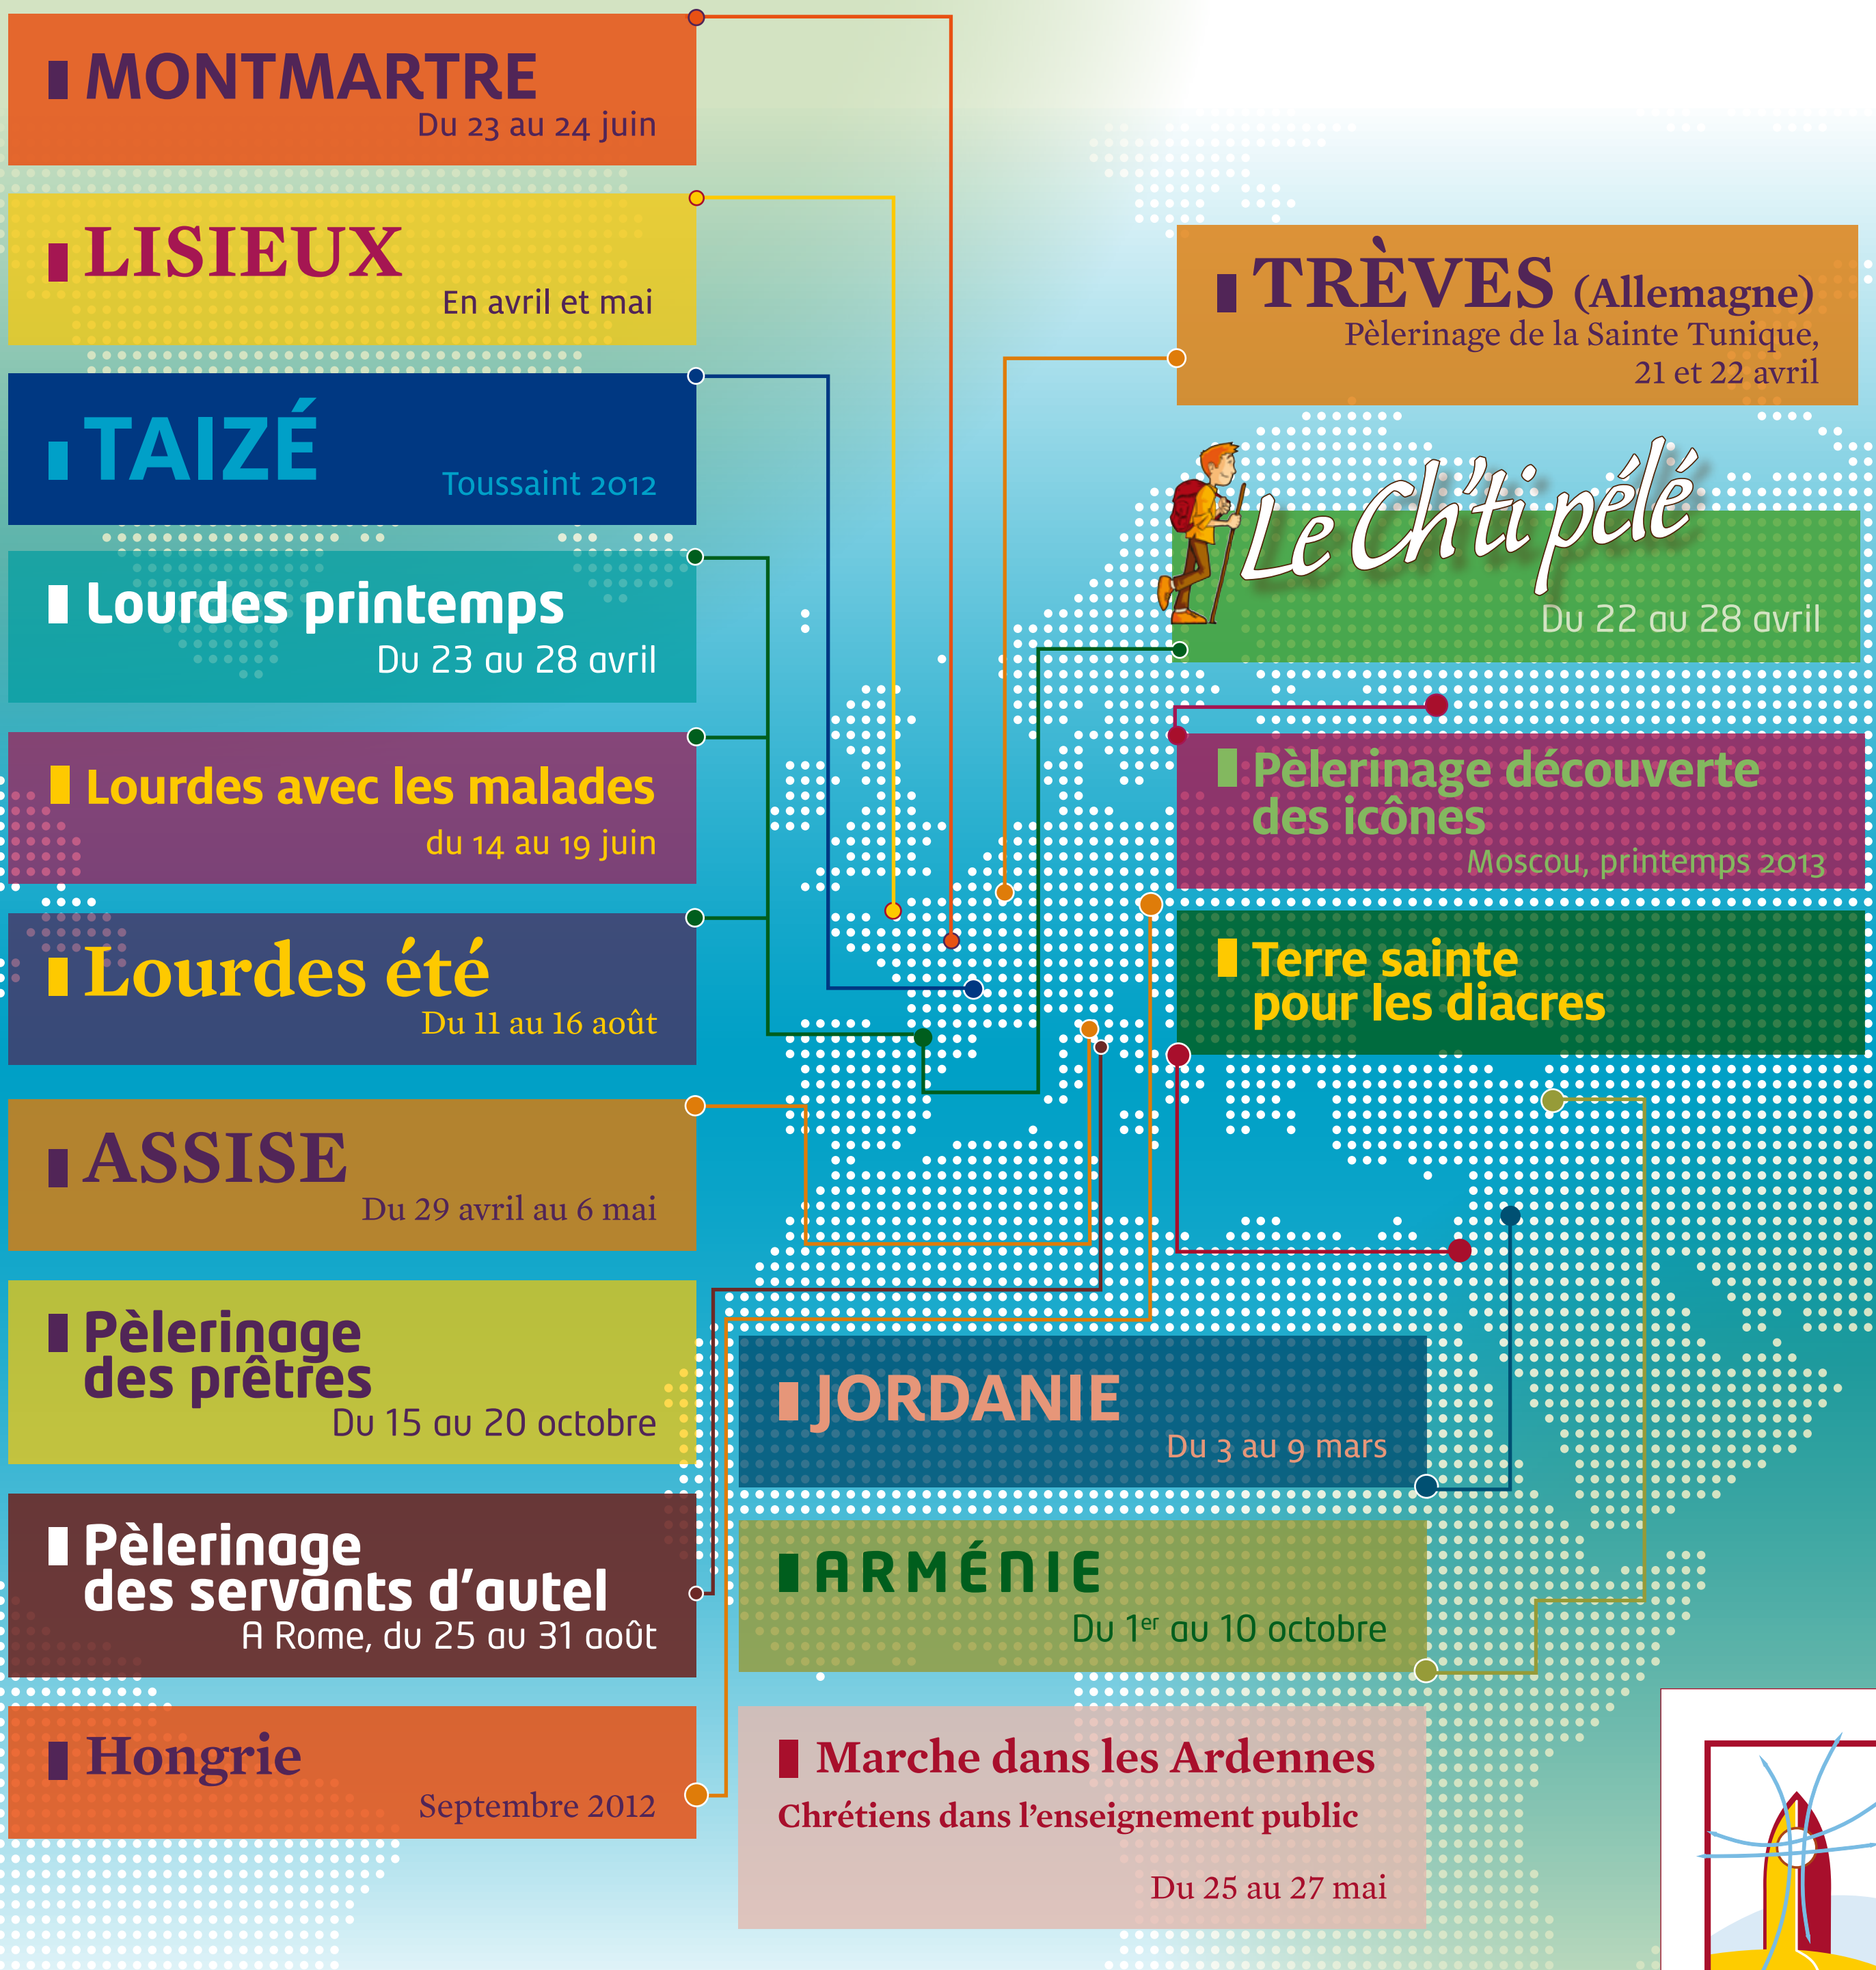 MONTMARTRE
Du 23 au 24 juin
LISIEUX
En avril et mai
TAIZÉ
Toussaint 2012
Lourdes printemps
Du 23 au 28 avril
Lourdes avec les malades
du 14 au 19 juin
Lourdes été
Du 11 au 16 août
ASSISE
Du 29 avril au 6 mai
Pèlerinage
des prêtres
Du 15 au 20 octobre
Pèlerinage
des servants d'autel
A Rome, du 25 au 31 août
Hongrie
Septembre 2012
TRÈVES (Allemagne)
Pèlerinage de la Sainte Tunique,
21 et 22 avril
Le Ch'ti pélé
Du 22 au 28 avril
Pèlerinage découverte
des icônes
Moscou, printemps 2013
Terre sainte
pour les diacres
JORDANIE
Du 3 au 9 mars
ARMÉNIE
Du 1er au 10 octobre
Marche dans les Ardennes
Chrétiens dans l'enseignement public
Du 25 au 27 mai